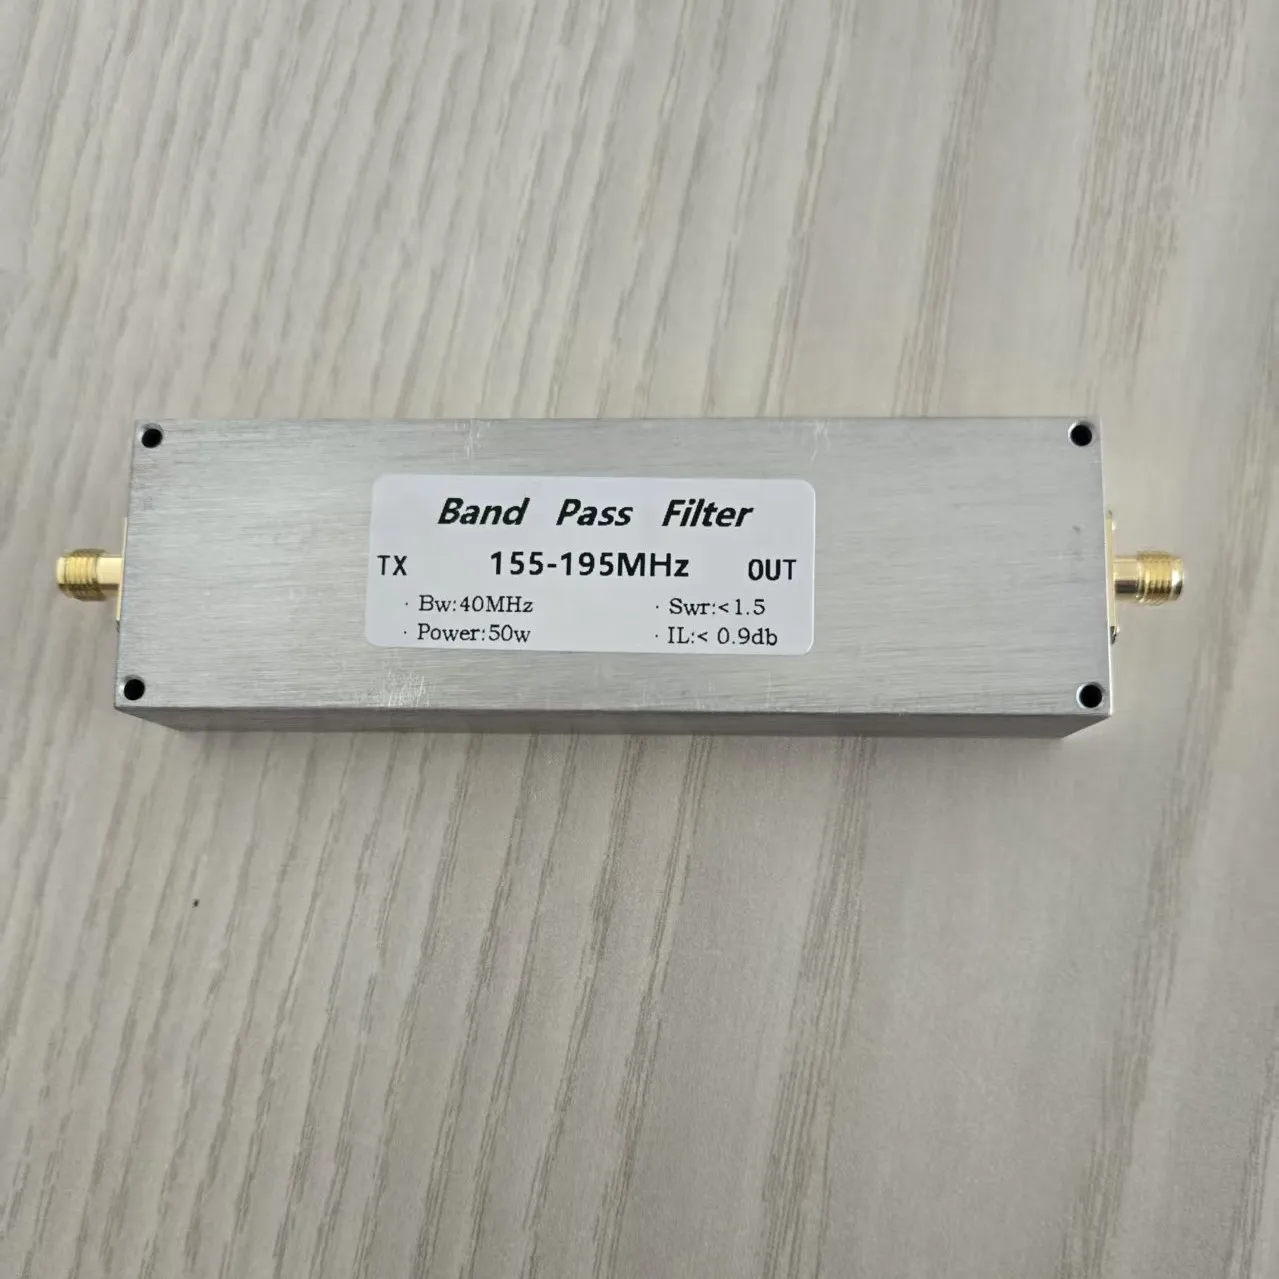 Band Pass Filter
TX 155-195MHz OUT
· Bw:40MHz · Swr:<1.5
· Power:50w · IL:< 0.9db